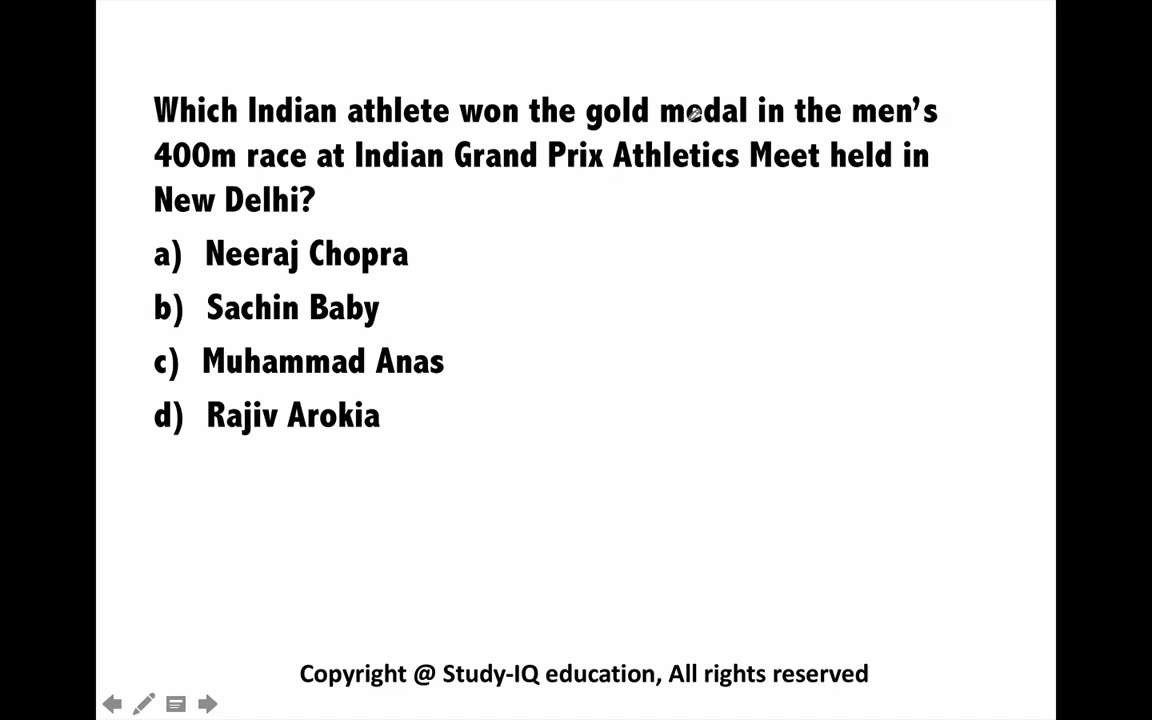 Which Indian athlete won the gold medal in the men’s
400m race at Indian Grand Prix Athletics Meet held in
New Delhi?
a) Neeraj Chopra
b) Sachin Baby
c) Muhammad Anas
d) Rajiv Arokia
Copyright @ Study-IQ education, All rights reserved